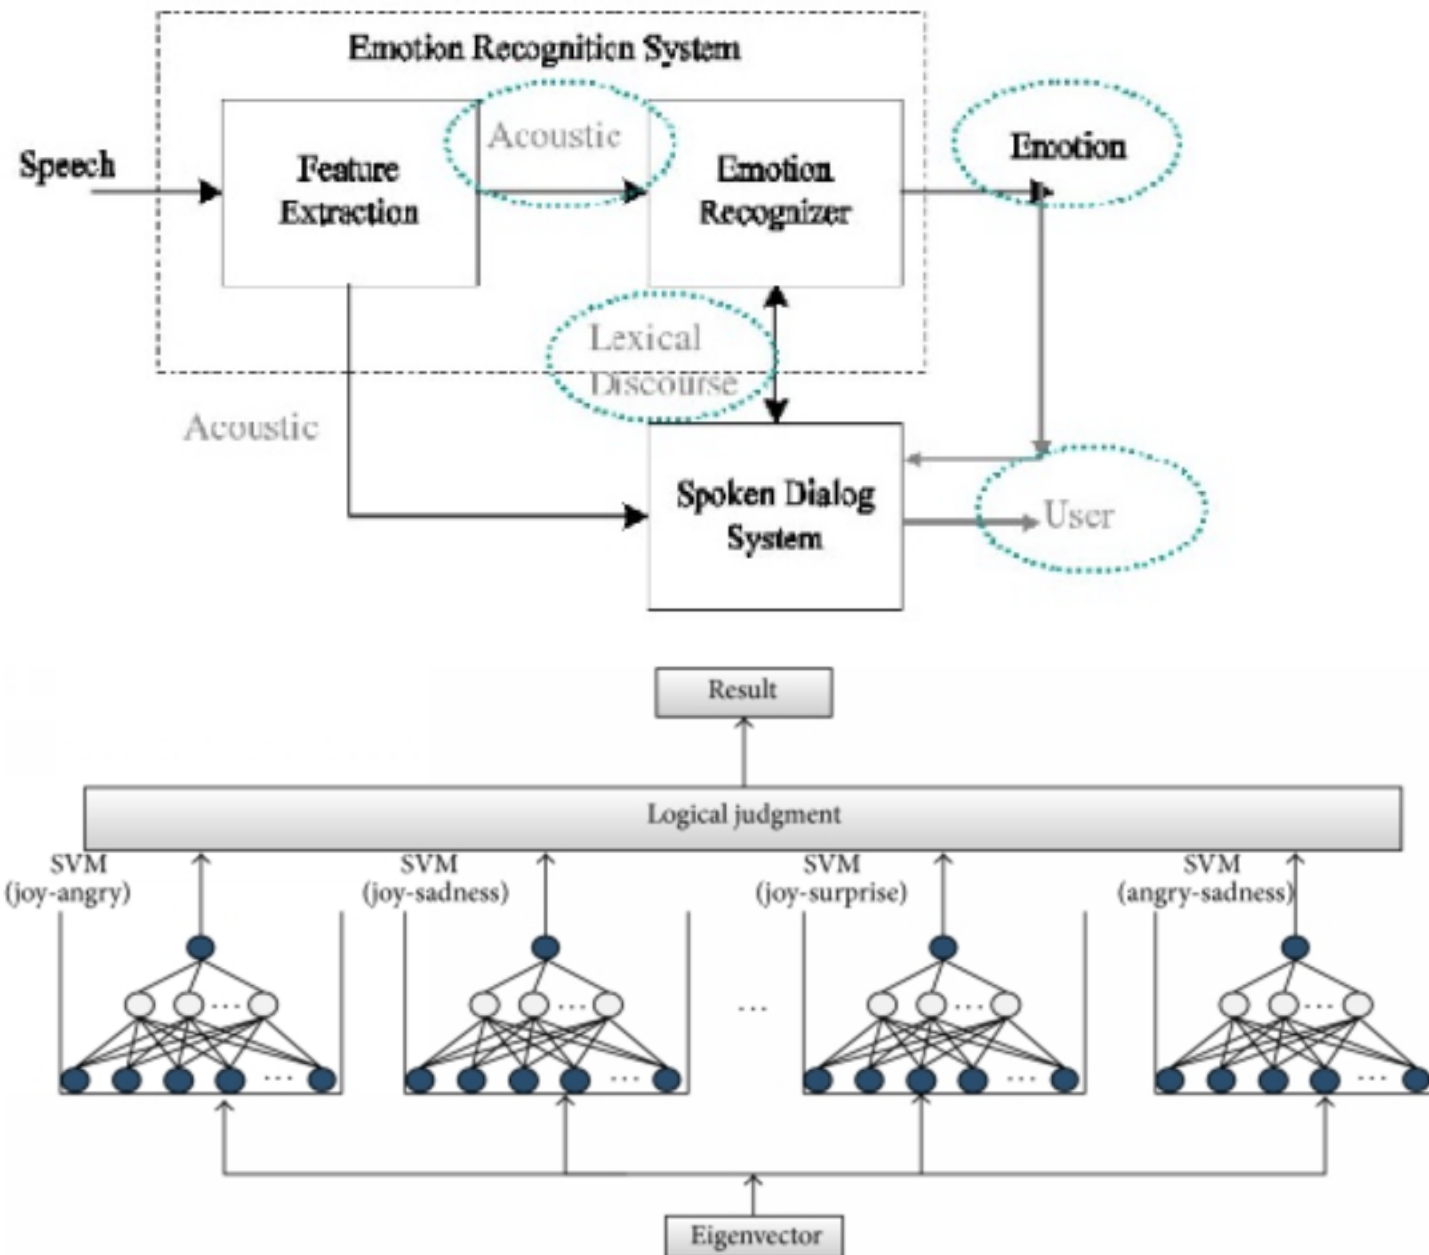 Emotion Recognition System
Speech
Feature
Extraction
Acoustic
Emotion
Recognizer
Emotion
Lexical
Discourse
Acoustic
Spoken Dialog
System
User
Result
Logical judgment
SVM
(joy-angry)
SVM
(joy-sadness)
SVM
(joy-surprise)
SVM
(angry-sadness)
...
...
...
...
...
...
...
...
...
Eigenvector